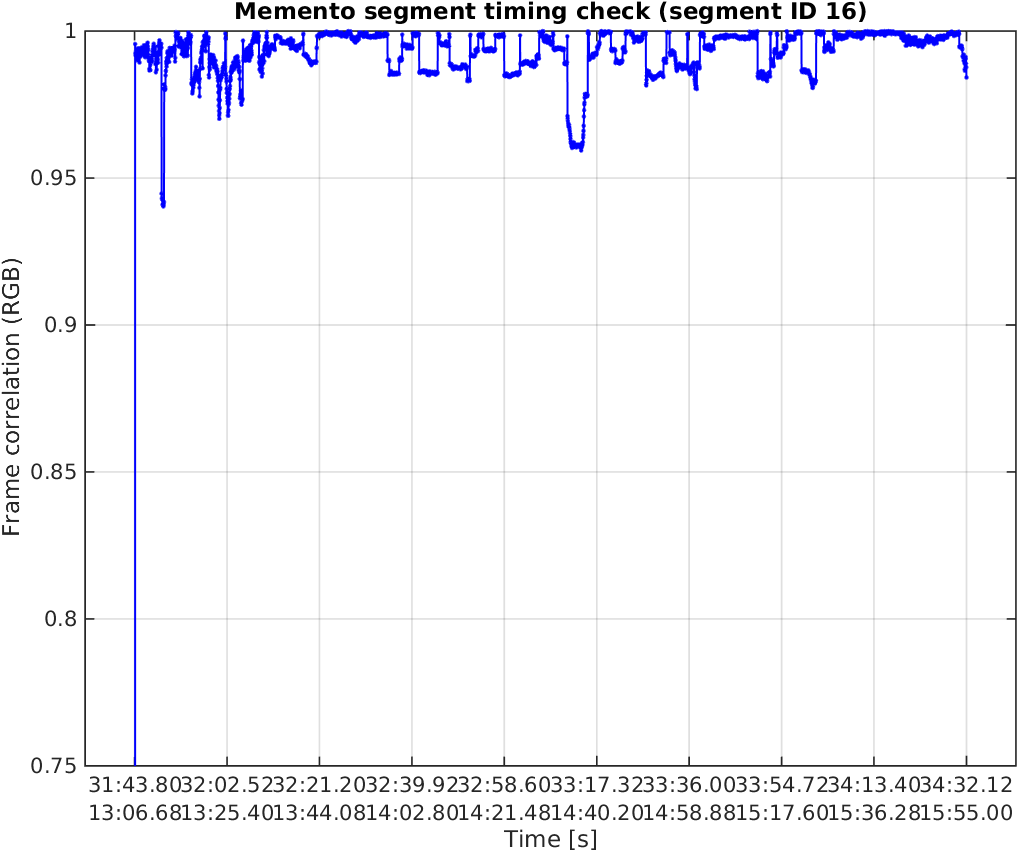 Memento segment timing check (segment ID 16)
1
0.95
0.9
0.85
0.8
0.75
Frame correlation (RGB)
31:43.80 32:02.52 32:21.20 32:39.92 32:58.60 33:17.32 33:36.00 33:54.72 34:13.40 34:32.12
13:06.68 13:25.40 13:44.08 14:02.80 14:21.48 14:40.20 14:58.88 15:17.60 15:36.28 15:55.00
Time [s]